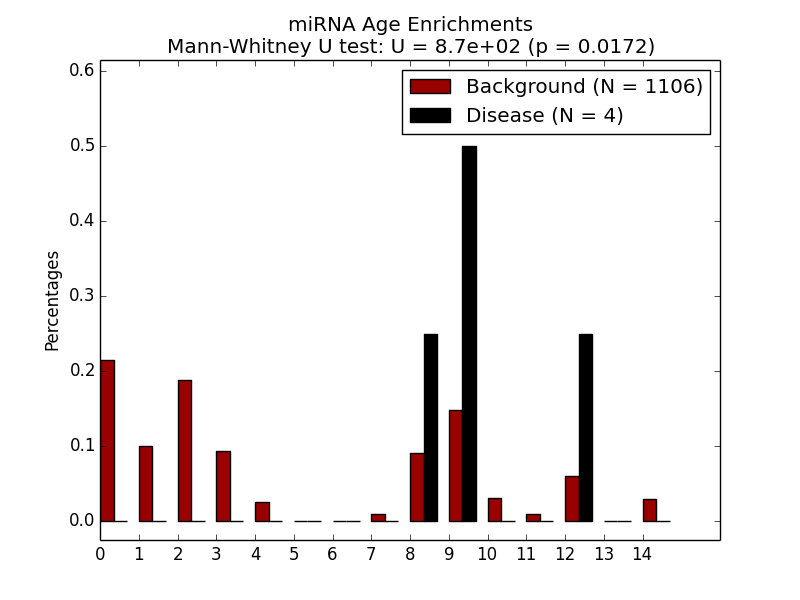 miRNA Age Enrichments
Mann-Whitney U test: U = 8.7e+02 (p = 0.0172)
Background (N = 1106)
Disease (N = 4)
Percentages
0.6
0.5
0.4
0.3
0.2
0.1
0.0
0 1 2 3 4 5 6 7 8 9 10 11 12 13 14